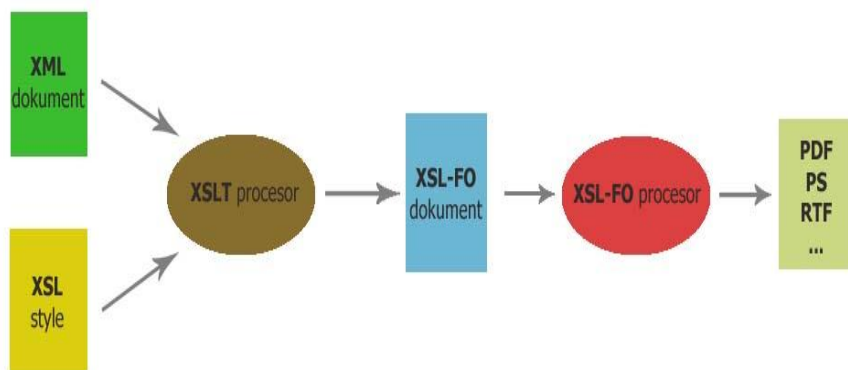 XML
dokument
XSL
style
XSLT procesor
XSL-FO
dokument
XSL-FO procesor
PDF
PS
RTF
...